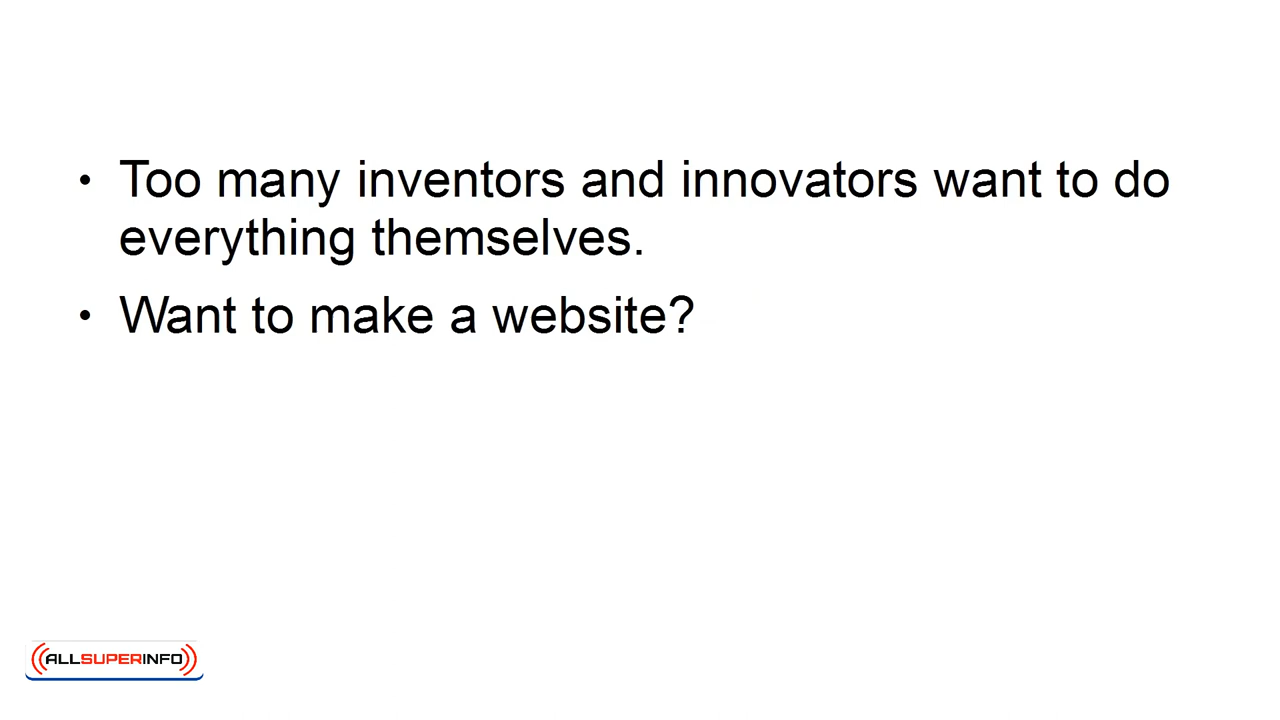 • Too many inventors and innovators want to do
everything themselves.
• Want to make a website?
ALLSUPERINFO